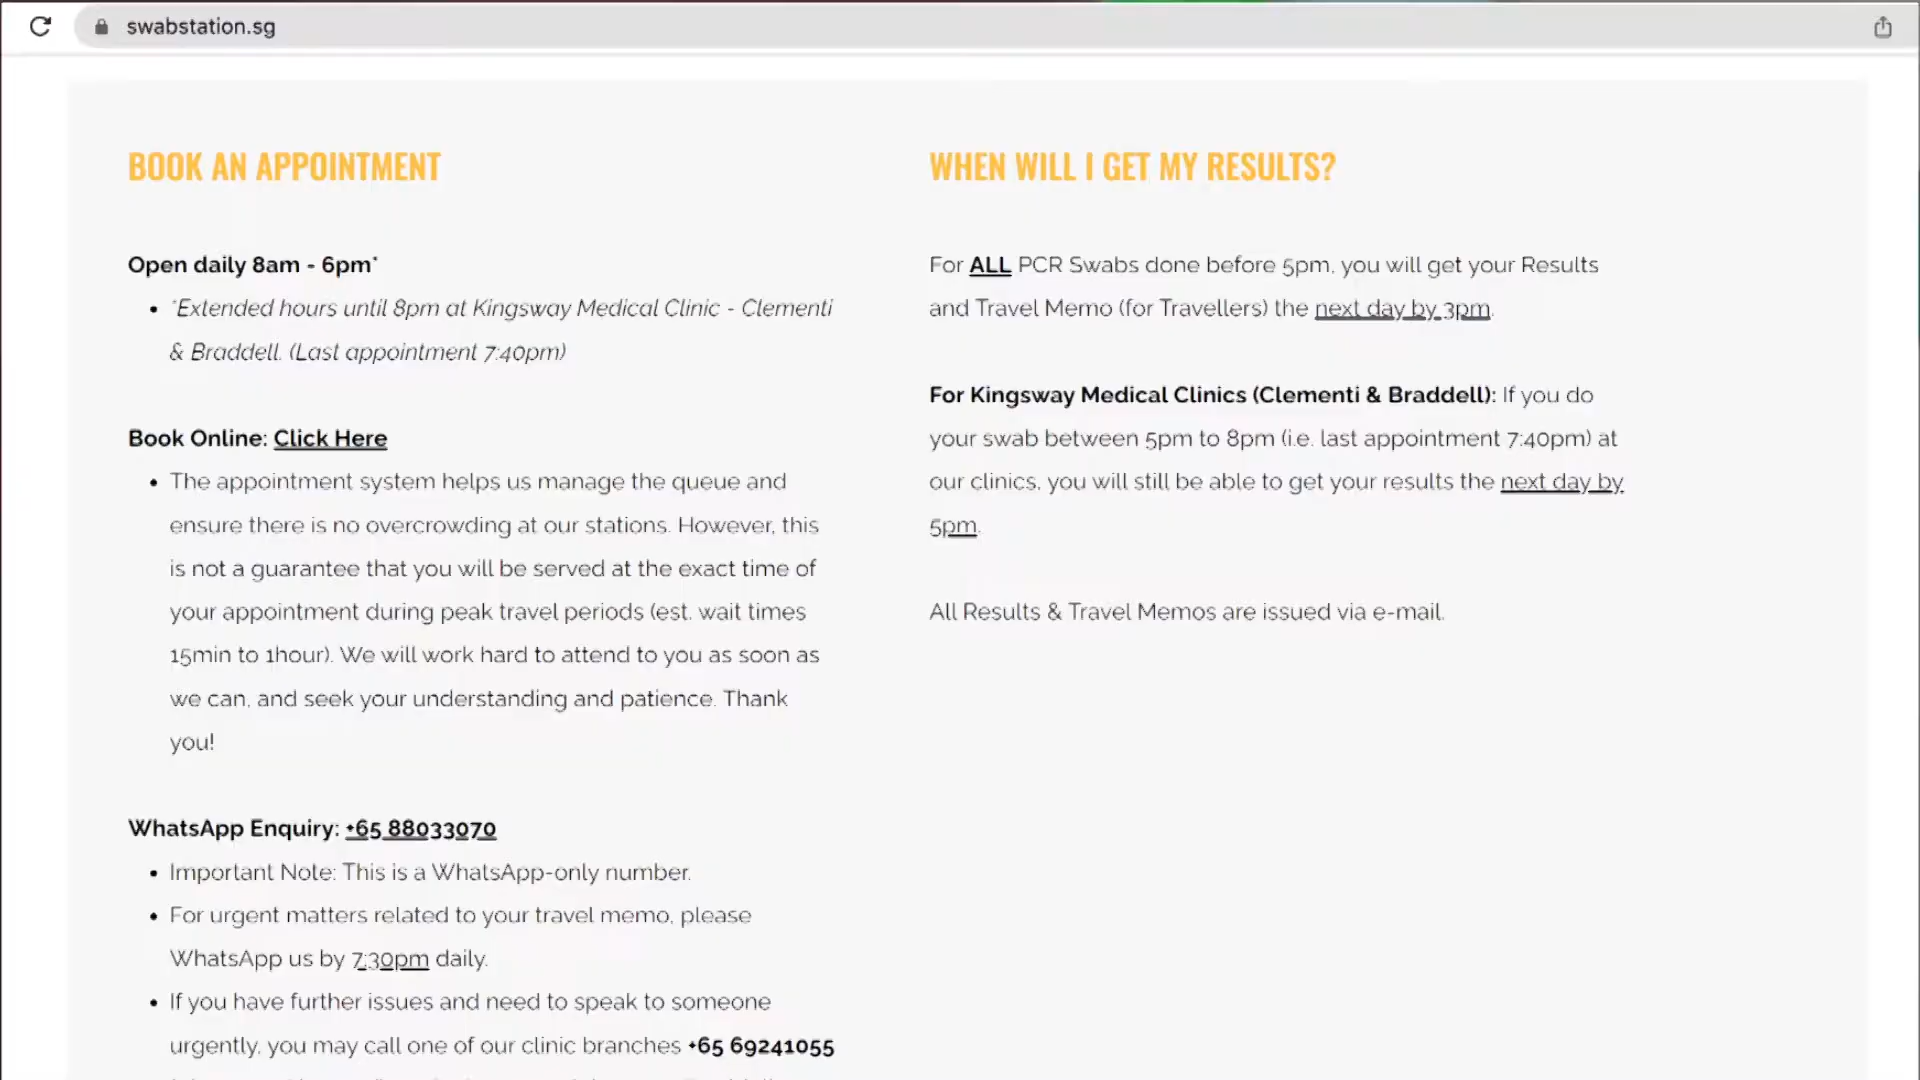 swabstation.sg
BOOK AN APPOINTMENT
Open daily 8am - 6pm*
*Extended hours until 8pm at Kingsway Medical Clinic - Clementi
& Braddell. (Last appointment 7:40pm)
Book Online: Click Here
The appointment system helps us manage the queue and
ensure there is no overcrowding at our stations. However, this
is not a guarantee that you will be served at the exact time of
your appointment during peak travel periods (est. wait times
15min to 1hour). We will work hard to attend to you as soon as
we can, and seek your understanding and patience. Thank
you!
WhatsApp Enquiry: +65 88033070
Important Note: This is a WhatsApp-only number.
For urgent matters related to your travel memo, please
WhatsApp us by 7:30pm daily.
If you have further issues and need to speak to someone
urgently, you may call one of our clinic branches +65 69241055
WHEN WILL I GET MY RESULTS?
For ALL PCR Swabs done before 5pm, you will get your Results
and Travel Memo (for Travellers) the next day by 3pm.
For Kingsway Medical Clinics (Clementi & Braddell): If you do
your swab between 5pm to 8pm (i.e. last appointment 7:40pm) at
our clinics, you will still be able to get your results the next day by
5pm.
All Results & Travel Memos are issued via e-mail.